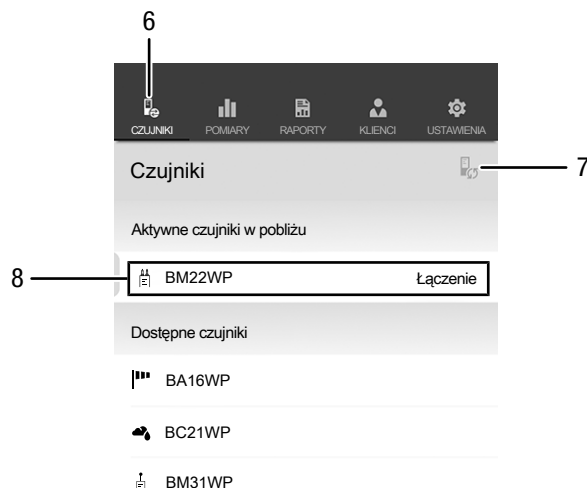 6
CZUJNIKI POMIARY RAPORTY KLIENCI USTAWIENIA
Czujniki 7
Aktywne czujniki w pobliżu
8 BM22WP Łączenie
Dostępne czujniki
BA16WP
BC21WP
BM31WP